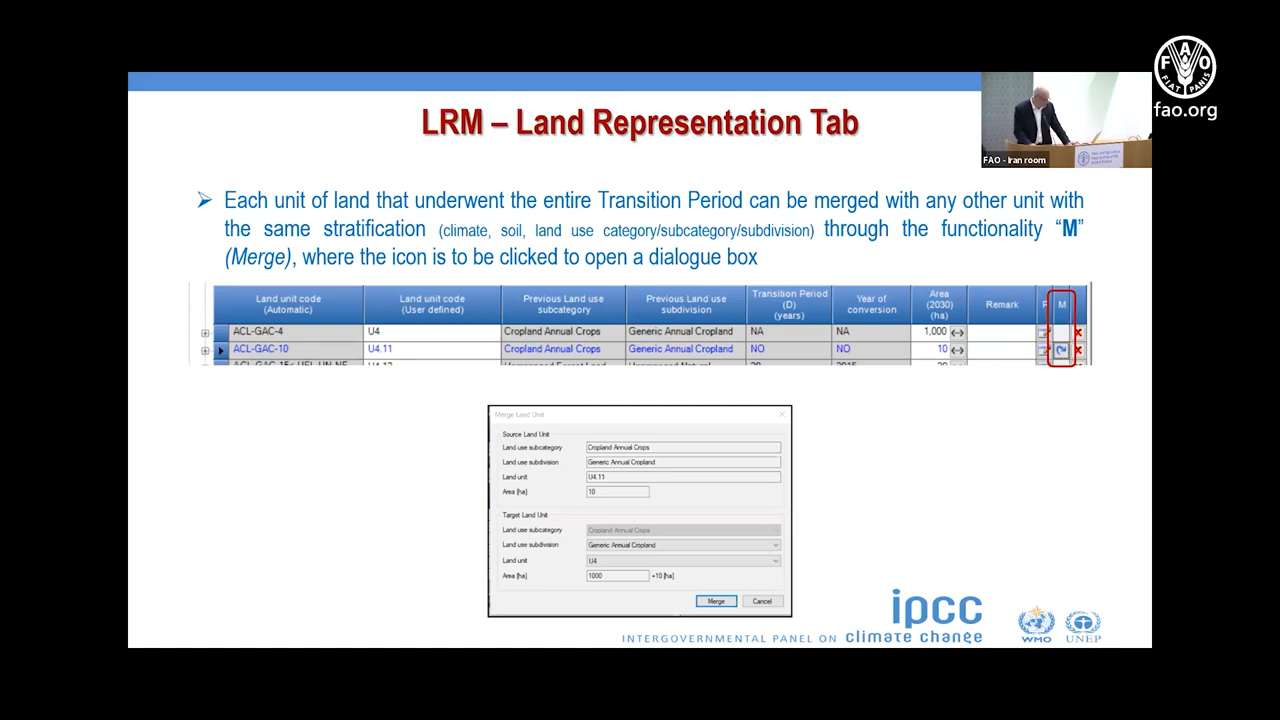 FAO
FIAT PANIS
fao.org
FAO - Iran room
LRM – Land Representation Tab
Each unit of land that underwent the entire Transition Period can be merged with any other unit with
the same stratification (climate, soil, land use category/subcategory/subdivision) through the functionality “M”
(Merge), where the icon is to be clicked to open a dialogue box
Land unit code (Automatic) Land unit code (User defined) Previous Land use subcategory Previous Land use subdivision Transition Period (D) (years) Year of conversion Area (2030) (ha) Remark M
ACL-GAC-4 U4 Cropland Annual Crops Generic Annual Cropland NA NA 1,000
ACL-GAC-10 U4.11 Cropland Annual Crops Generic Annual Cropland NO NO 10
Merge Land Unit
Source Land Unit
Land use subcategory Cropland Annual Crops
Land use subdivision Generic Annual Cropland
Land unit U4.11
Area [ha] 10
Target Land Unit
Land use subcategory Cropland Annual Crops
Land use subdivision Generic Annual Cropland
Land unit U4
Area [ha] 1000 +10 [ha]
Merge Cancel
ipcc
INTERGOVERNMENTAL PANEL ON climate change
WMO UNEP